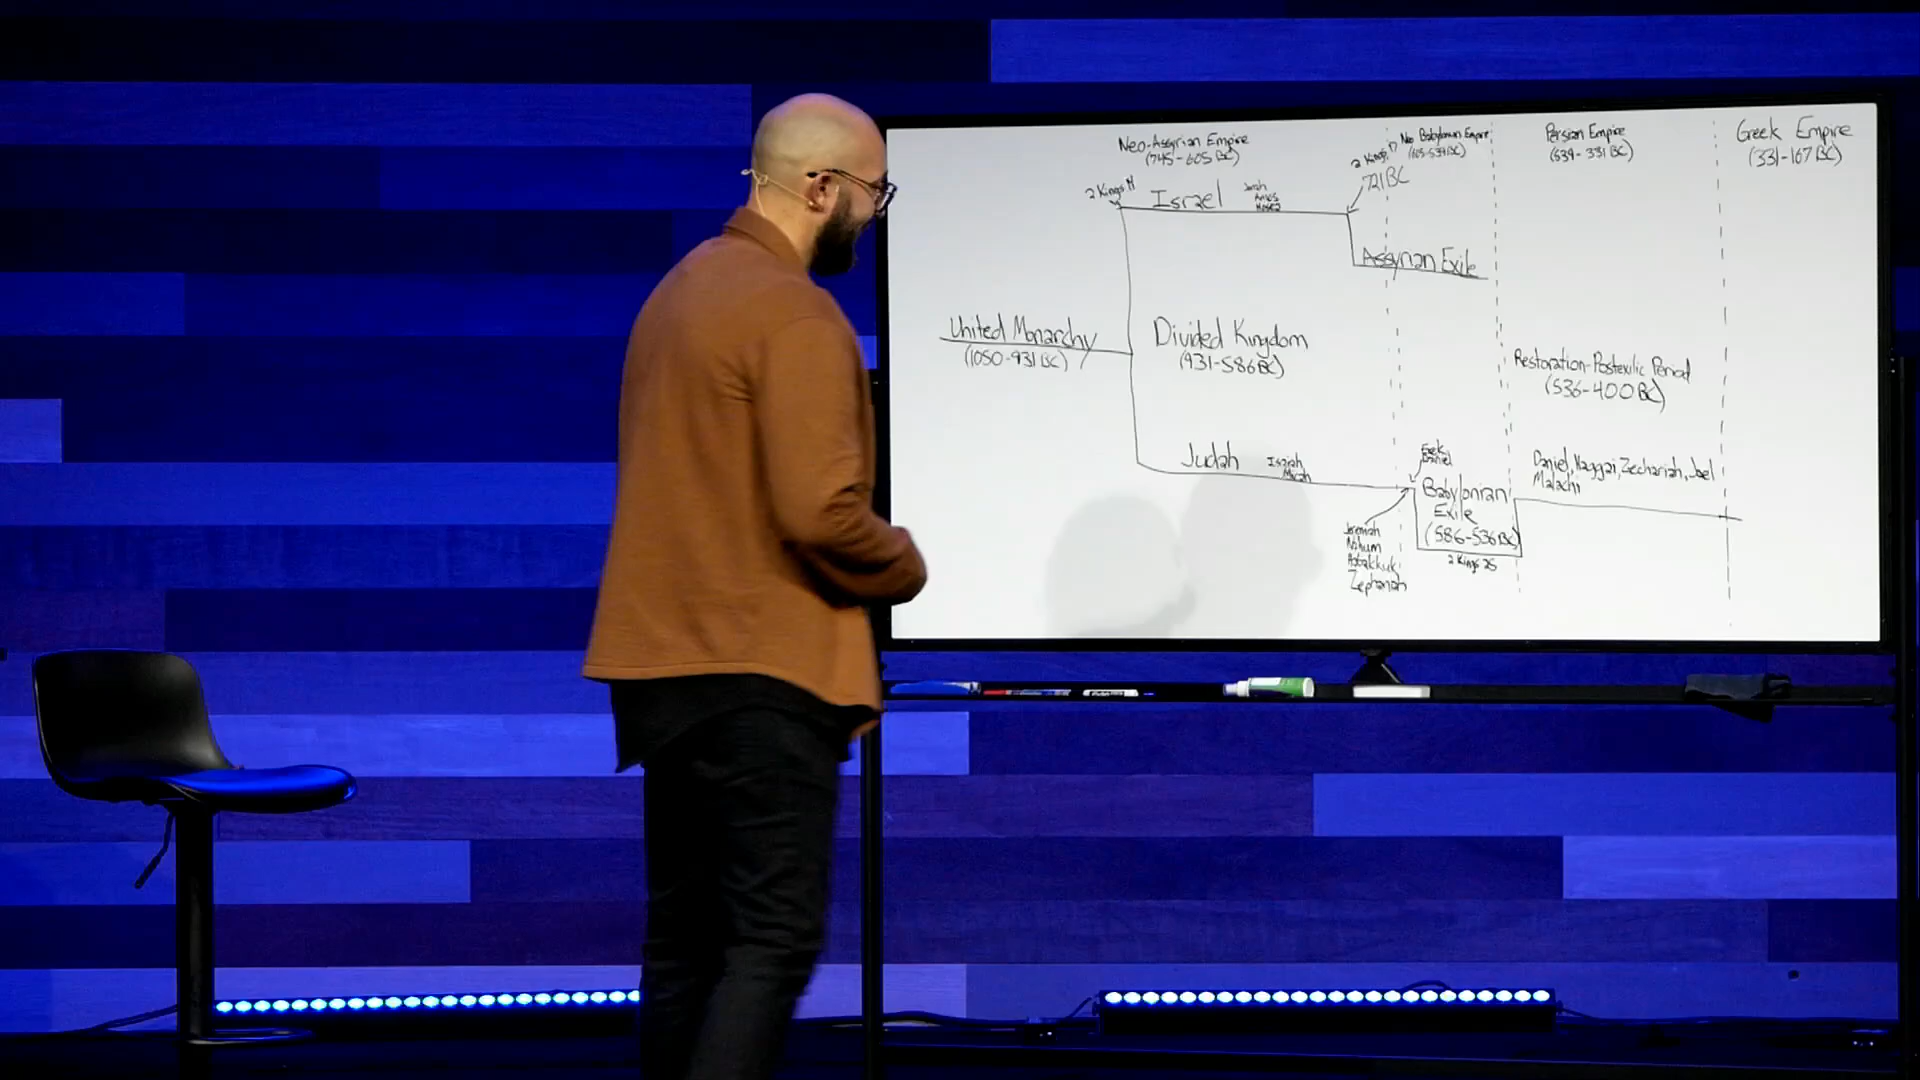 Neo-Assyrian Empire
(745-605 BC)
Neo Babylonian Empire
(605-539 BC)
Persian Empire
(539-331 BC)
Greek Empire
(331-167 BC)
2 Kings 17
721 BC
2 Kings
Israel
Jonah
Amos
Hosea
Assyrian Exile
United Monarchy
(1050-931 BC)
Divided Kingdom
(931-586 BC)
Restoration-Postexilic Period
(536-400 BC)
Judah
Isaiah
Micah
Daniel
Babylonian
Exile
(586-536 BC)
2 Kings 25
Jeremiah
Nahum
Habakkuk
Zephaniah
Daniel, Haggai, Zechariah, Joel
Malachi